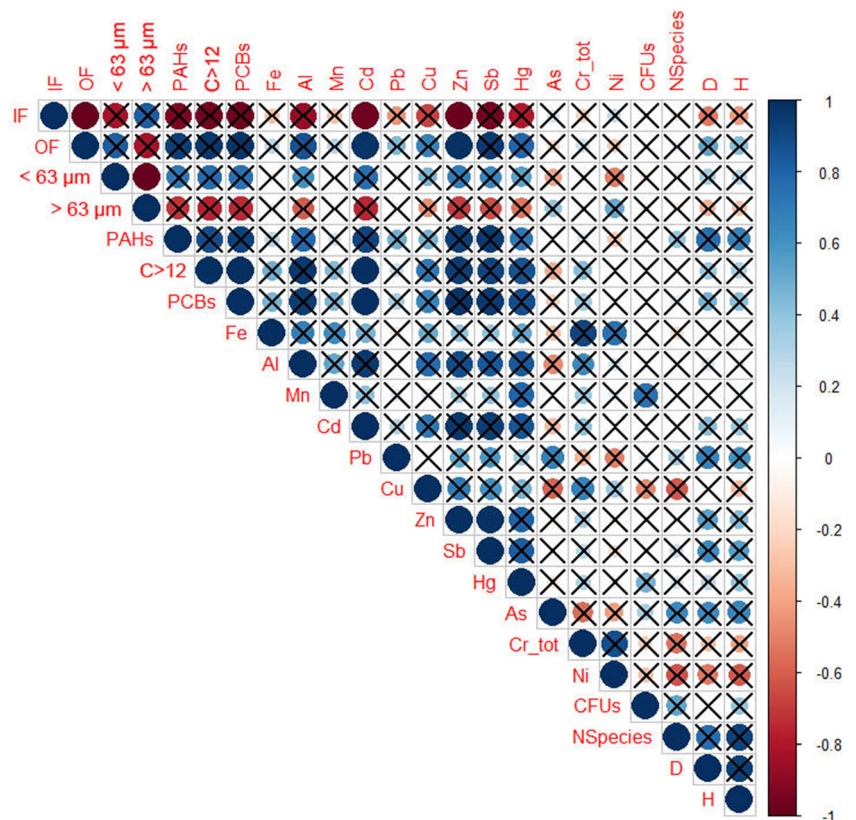 IF OF < 63 µm > 63 µm PAHs C>12 PCBs Fe Al Mn Cd Pb Cu Zn Sb Hg As Cr_tot Ni CFUs NSpecies D H
IF
OF
< 63 µm
> 63 µm
PAHs
C>12
PCBs
Fe
Al
Mn
Cd
Pb
Cu
Zn
Sb
Hg
As
Cr_tot
Ni
CFUs
NSpecies
D
H
1
0.8
0.6
0.4
0.2
0
-0.2
-0.4
-0.6
-0.8
-1